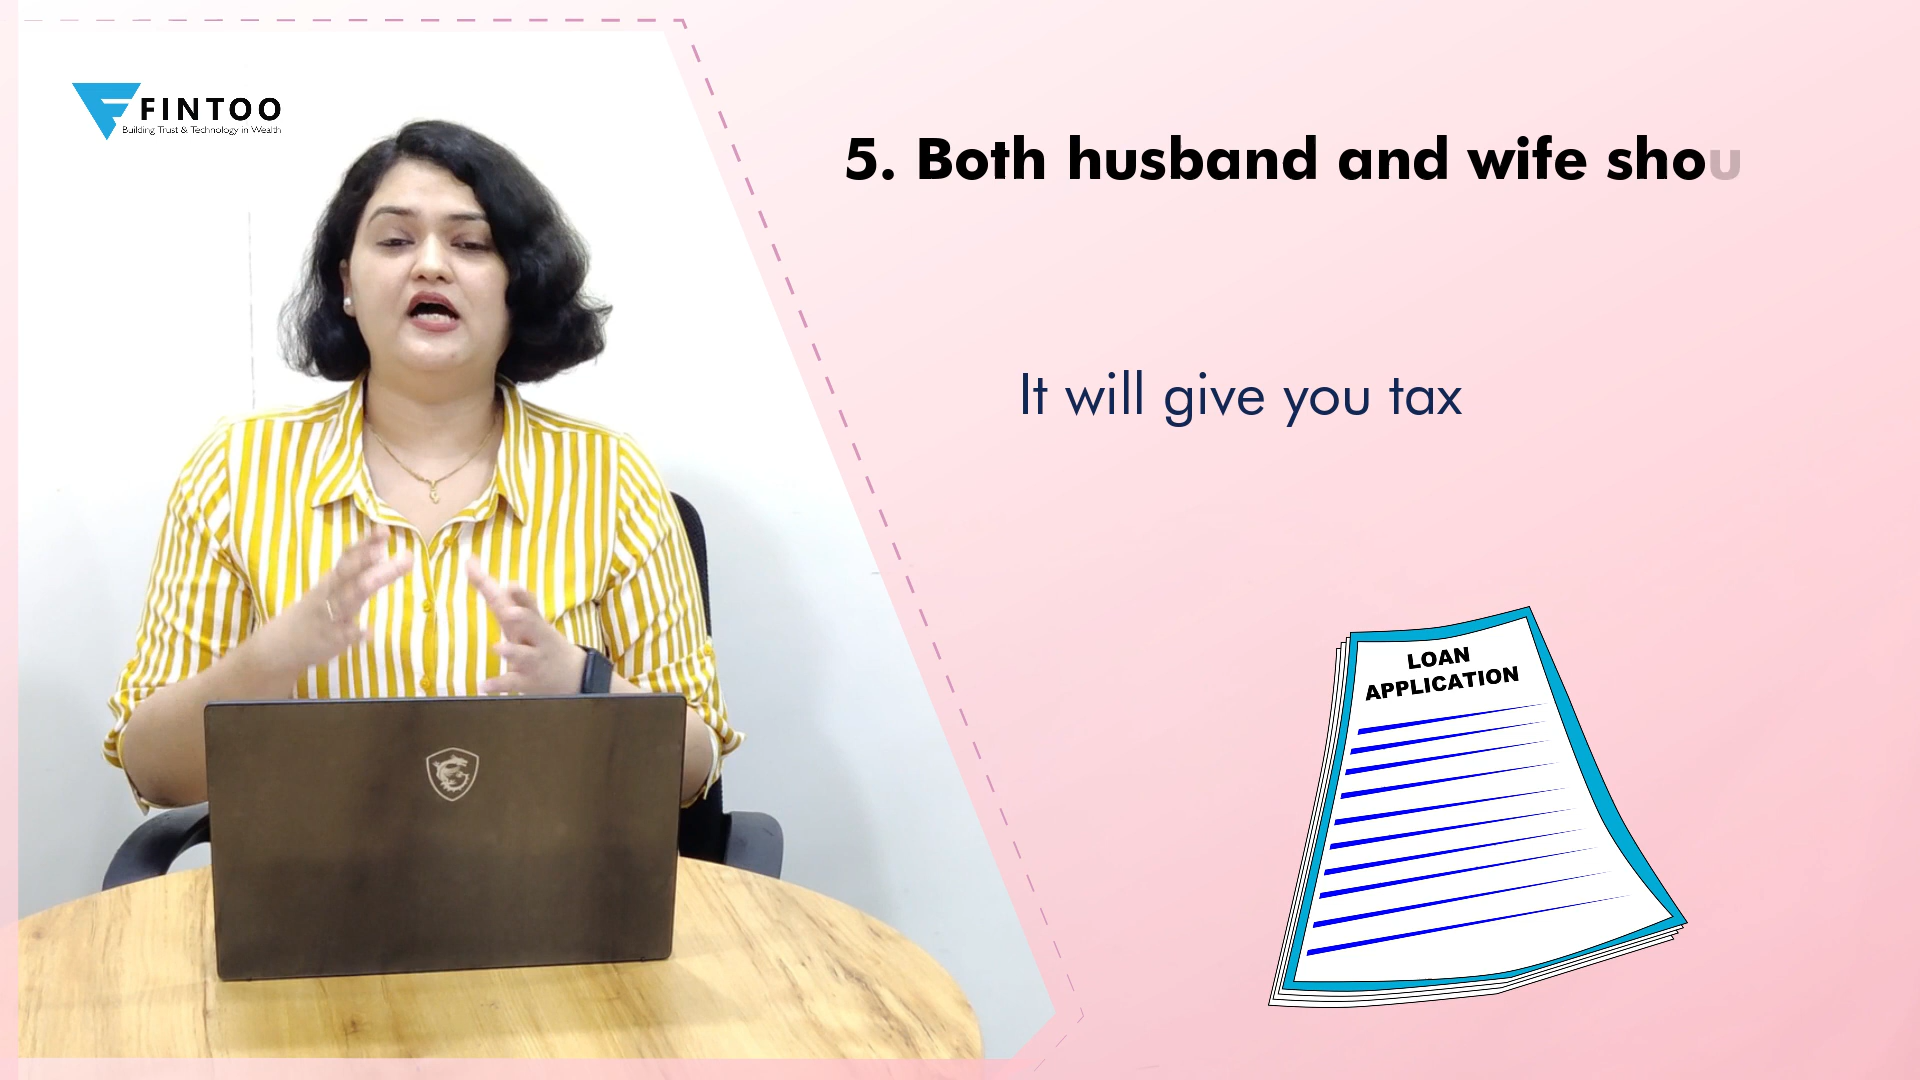 FINTOO
Building Trust & Technology in Wealth
5. Both husband and wife shou
It will give you tax
LOAN
APPLICATION